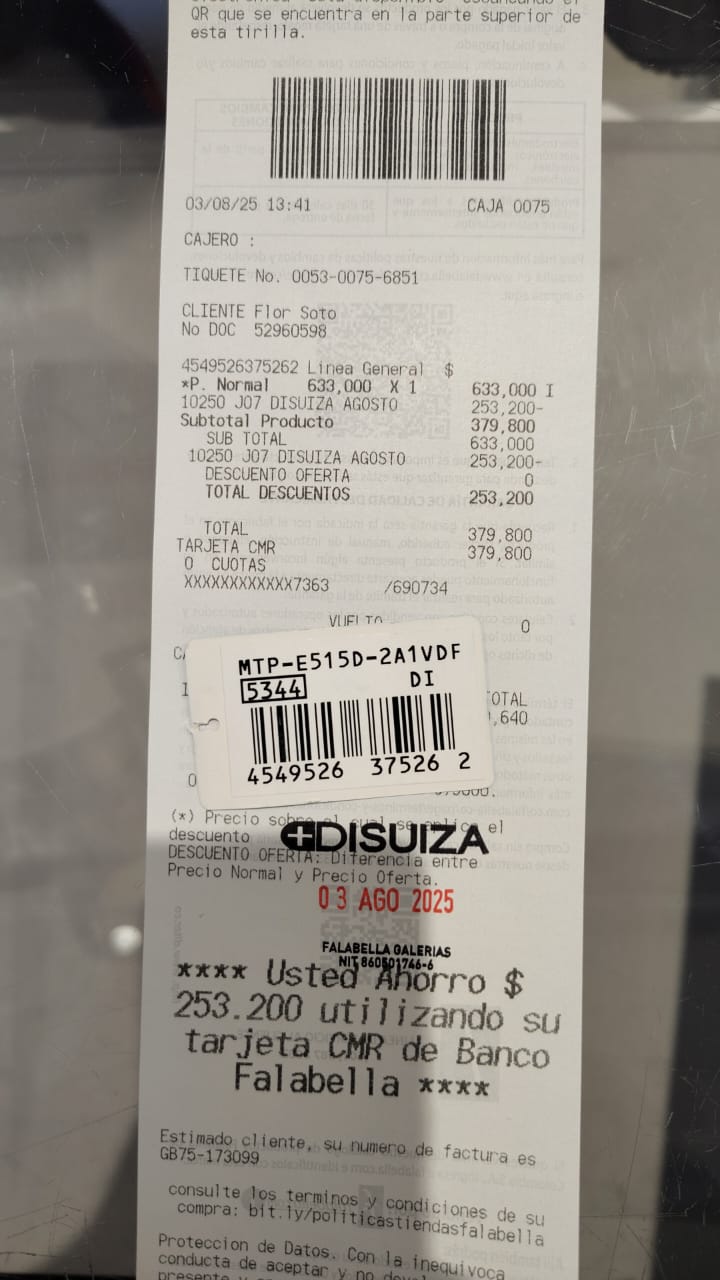 QR que se encuentra en la parte superior de
esta tirilla.
03/08/25 13:41 CAJA 0075
CAJERO :
TIQUETE No. 0053-0075-6851
CLIENTE Flor Soto
No DOC 52960598
4549526375262 Linea General $
*P. Normal 633,000 X 1 633,000 I
10250 J07 DISUIZA AGOSTO 253,200-
Subtotal Producto 379,800
SUB TOTAL 633,000
10250 J07 DISUIZA AGOSTO 253,200-
DESCUENTO OFERTA 0
TOTAL DESCUENTOS 253,200
TOTAL 379,800
TARJETA CMR 379,800
0 CUOTAS
XXXXXXXXXXXX7363 /690734
VUELTO 0
MTP-E515D-2A1VDF
5344 DI
4549526 37526 2
(*) Precio sobre el cual se aplica el
descuento
DISUIZA
DESCUENTO OFERTA: Diferencia entre
Precio Normal y Precio Oferta.
03 AGO 2025
FALABELLA GALERIAS
NIT 860501746-6
**** Usted Ahorro $
253.200 utilizando su
tarjeta CMR de Banco
Falabella ****
Estimado cliente, su numero de factura es
GB75-173099
consulte los terminos y condiciones de su
compra: bit.ly/politicastiendasfalabella
Proteccion de Datos. Con la inequivoca
conducta de aceptar y no